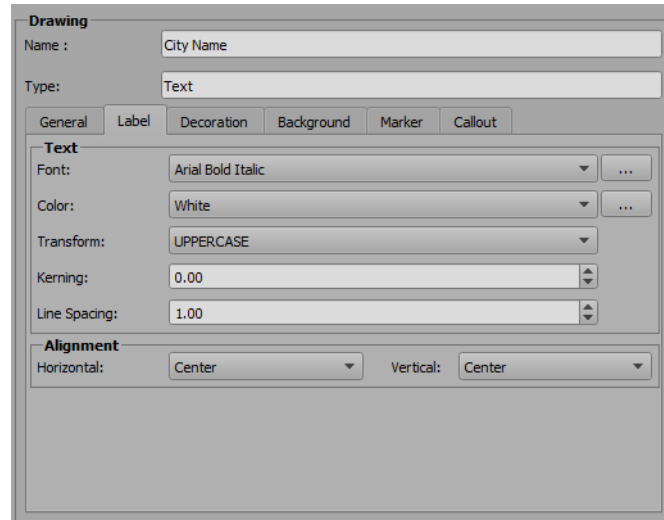 Drawing
Name : City Name
Type: Text
General Label Decoration Background Marker Callout
Text
Font: Arial Bold Italic ...
Color: White ...
Transform: UPPERCASE
Kerning: 0.00
Line Spacing: 1.00
Alignment
Horizontal: Center Vertical: Center